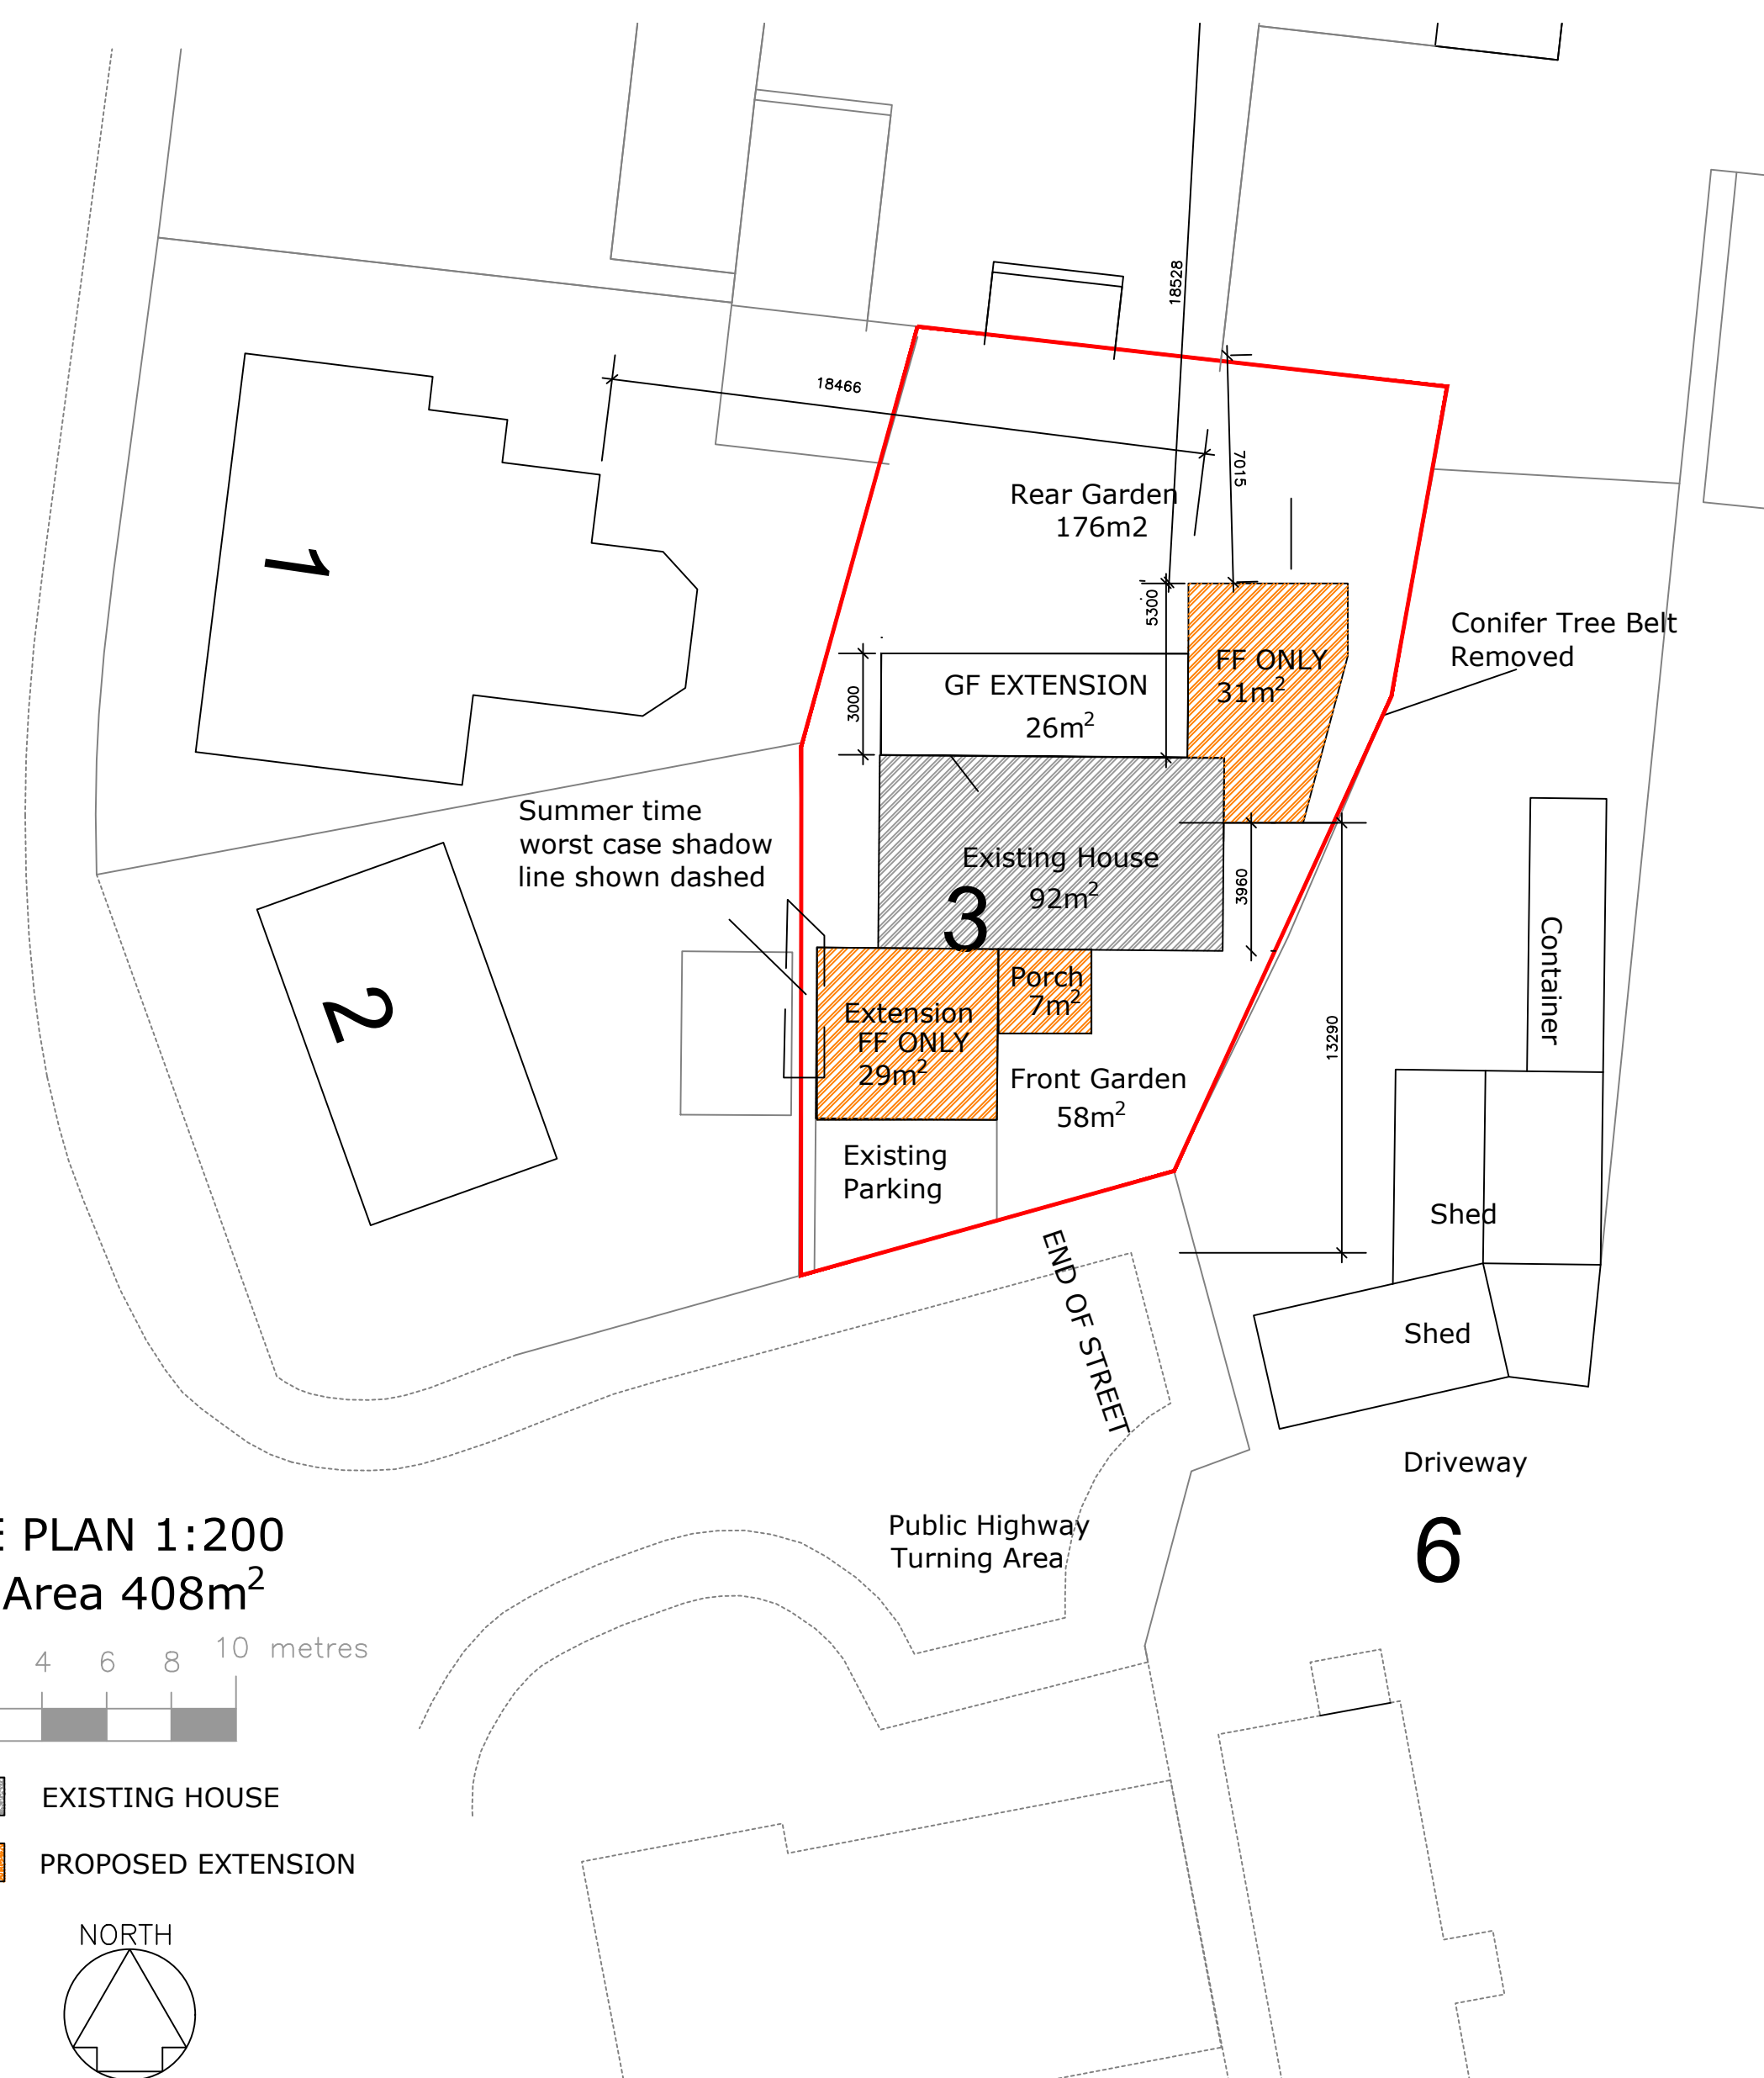 18528
18466
7015
Rear Garden
176m2
5300
Conifer Tree Belt
Removed
FF ONLY
31m²
GF EXTENSION
26m²
3000
1
Summer time
worst case shadow
line shown dashed
Existing House
92m²
3
3960
Container
Porch
7m²
2
Extension
FF ONLY
29m²
13290
Front Garden
58m²
Existing
Parking
Shed
END OF STREET
Shed
Driveway
Public Highway
Turning Area
6
PLAN 1:200
Area 408m²
4 6 8 10 metres
EXISTING HOUSE
PROPOSED EXTENSION
NORTH